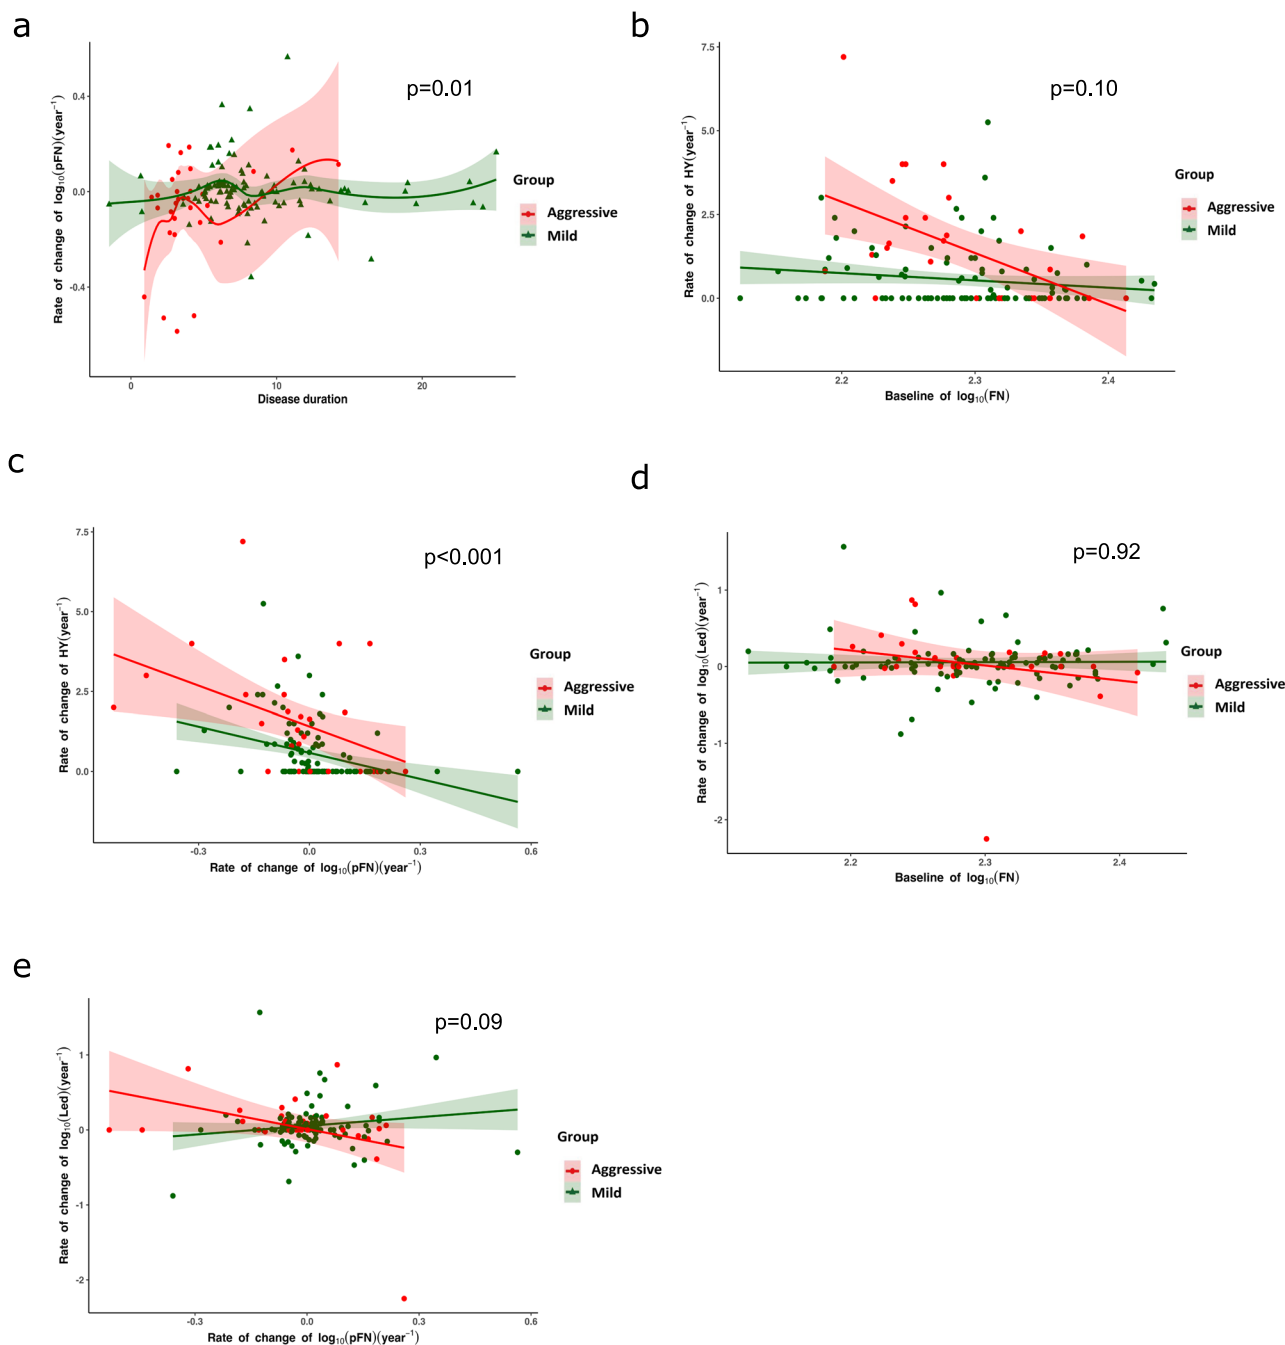 a
p=0.01
Rate of change of log₁₀(pFN)(year⁻¹)
0.4
0.0
-0.4
0
10
20
Disease duration
Group
Aggressive
Mild
b
p=0.10
Rate of change of HY(year⁻¹)
7.5
5.0
2.5
0.0
2.2
2.3
2.4
Baseline of log₁₀(FN)
Group
Aggressive
Mild
c
p<0.001
Rate of change of HY(year⁻¹)
7.5
5.0
2.5
0.0
-0.3
0.0
0.3
0.6
Rate of change of log₁₀(pFN)(year⁻¹)
Group
Aggressive
Mild
d
p=0.92
Rate of change of log₁₀(Led)(year⁻¹)
1
0
-1
-2
2.2
2.3
2.4
Baseline of log₁₀(FN)
Group
Aggressive
Mild
e
p=0.09
Rate of change of log₁₀(Led)(year⁻¹)
1
0
-1
-2
-0.3
0.0
0.3
0.6
Rate of change of log₁₀(pFN)(year⁻¹)
Group
Aggressive
Mild